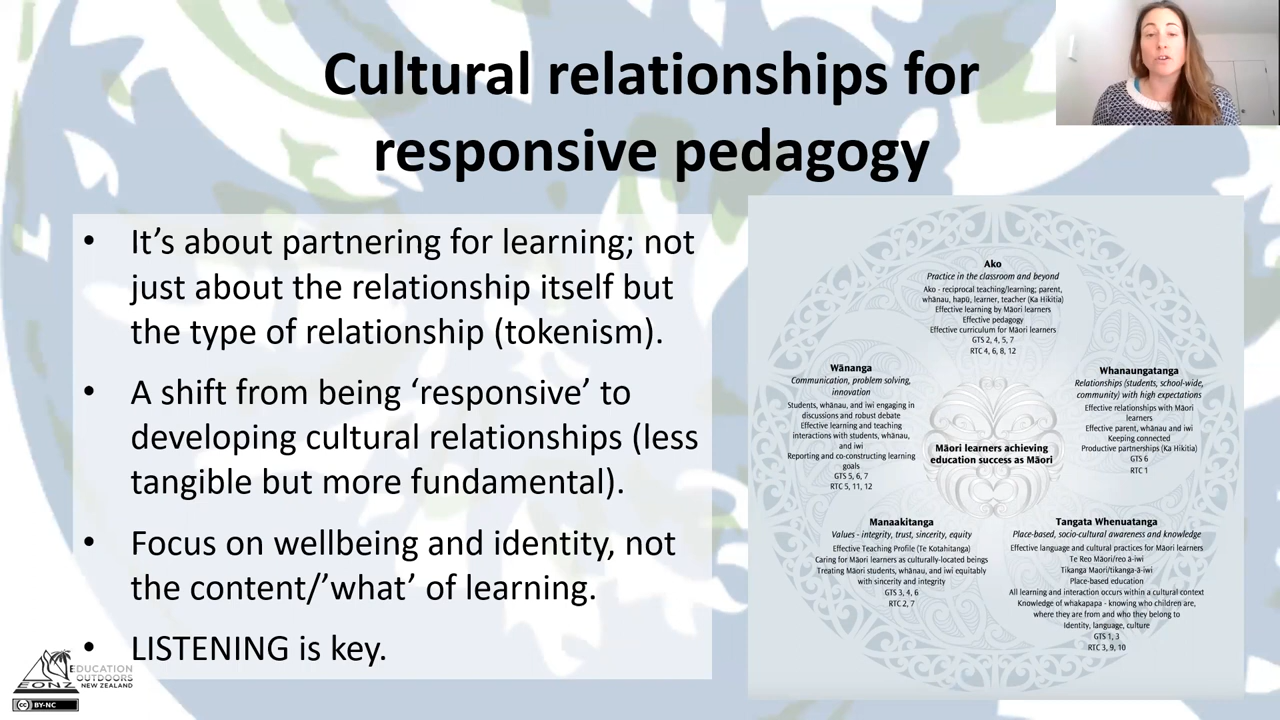 Cultural relationships for
responsive pedagogy
• It’s about partnering for learning; not
just about the relationship itself but
the type of relationship (tokenism).
• A shift from being ‘responsive’ to
developing cultural relationships (less
tangible but more fundamental).
• Focus on wellbeing and identity, not
the content/’what’ of learning.
• LISTENING is key.
Ako
Practice in the classroom and beyond
Ako - reciprocal teaching/learning; parent,
whānau, hapū, learner, teacher (Ka Hikitia)
Effective learning by Māori learners
Effective pedagogy
Effective curriculum for Māori learners
GTS 2, 4, 5, 7
RTC 4, 6, 8, 12
Wānanga
Communication, problem solving,
innovation
Students, whānau, and iwi engaging in
discussions and robust debate
Effective learning and teaching
interactions with students, whānau,
and iwi
Reporting and co-constructing learning
goals
GTS 5, 6, 7
RTC 5, 11, 12
Whanaungatanga
Relationships (students, school-wide,
community) with high expectations
Effective relationships with Māori
learners
Effective parent, whānau and iwi
Keeping connected
Productive partnerships (Ka Hikitia)
GTS 6
RTC 1
Māori learners achieving
education success as Māori
Manaakitanga
Values - integrity, trust, sincerity, equity
Effective Teaching Profile (Te Kotahitanga)
Caring for Māori learners as culturally-located beings
Treating Māori students, whānau, and iwi equitably
with sincerity and integrity
GTS 3, 4, 6
RTC 2, 7
Tangata Whenuatanga
Place-based, socio-cultural awareness and knowledge
Effective language and cultural practices for Māori learners
Te Reo Māori/reo ā-iwi
Tikanga Māori/tikanga-ā-iwi
Place-based education
All learning and interaction occurs within a cultural context
Knowledge of whakapapa - knowing who children are,
where they are from and who they belong to
Identity, language, culture
GTS 1, 3
RTC 3, 9, 10
EONZ
EDUCATION
OUTDOORS
NEW ZEALAND
cc BY-NC